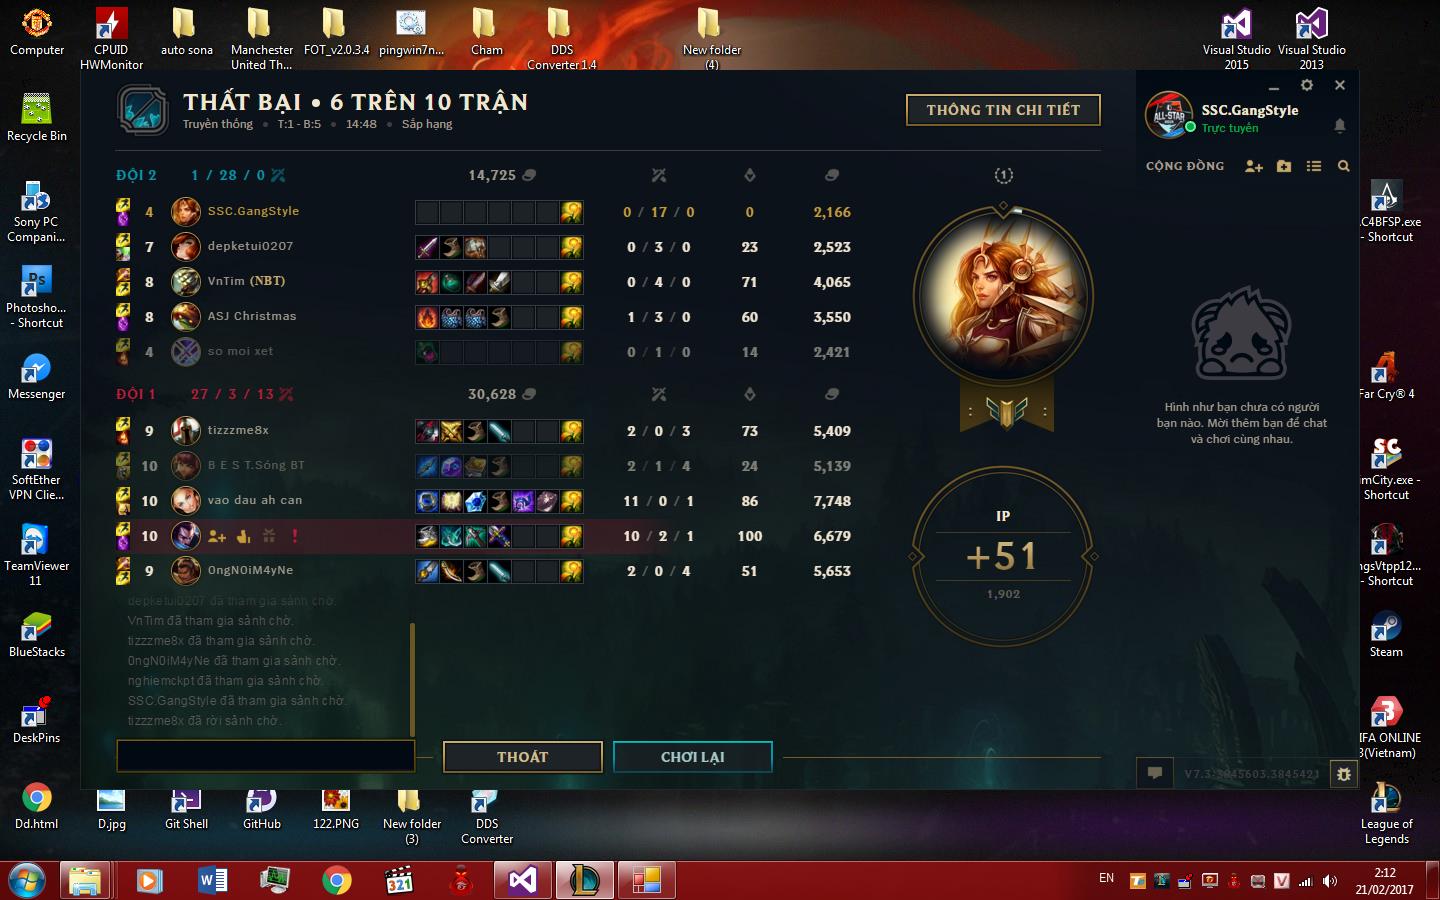 Computer
CPUID
HWMonitor
auto sona
Manchester
United Th...
FOT_v2.0.3.4
pingwin7n...
Cham
DDS
Converter 1.4
New folder
(4)
Visual Studio
2015
Visual Studio
2013
Recycle Bin
Sony PC
Compani...
Photosho...
- Shortcut
Messenger
SoftEther
VPN Clie...
TeamViewer
11
BlueStacks
DeskPins
THẤT BẠI • 6 TRÊN 10 TRẬN
Truyền thống • T:1 - B:5 • 14:48 • Sắp hạng
THÔNG TIN CHI TIẾT
ĐỘI 2 1 / 28 / 0 14,725
4 SSC.GangStyle 0 / 17 / 0 0 2,166
7 depketui0207 0 / 3 / 0 23 2,523
8 VnTim (NBT) 0 / 4 / 0 71 4,065
8 ASJ Christmas 1 / 3 / 0 60 3,550
4 so moi xet 0 / 1 / 0 14 2,421
ĐỘI 1 27 / 3 / 13 30,628
9 tizzzme8x 2 / 0 / 3 73 5,409
10 B E S T.Sóng BT 2 / 1 / 4 24 5,139
10 vao dau ah can 11 / 0 / 1 86 7,748
10 10 / 2 / 1 100 6,679
9 0ngN0iM4yNe 2 / 0 / 4 51 5,653
depketui0207 đã tham gia sảnh chờ.
VnTim đã tham gia sảnh chờ.
tizzzme8x đã tham gia sảnh chờ.
0ngN0iM4yNe đã tham gia sảnh chờ.
nghiemckpt đã tham gia sảnh chờ.
SSC.GangStyle đã tham gia sảnh chờ.
tizzzme8x đã rời sảnh chờ.
THOÁT
CHƠI LẠI
1
IP
+51
1,902
ALL-STAR
SSC.GangStyle
Trực tuyến
CỘNG ĐỒNG
Hình như bạn chưa có người
bạn nào. Mời thêm bạn để chat
và chơi cùng nhau.
V7.3.3845603.3845421
AC4BFSP.exe
- Shortcut
Far Cry® 4
SC
imCity.exe -
Shortcut
ngsVtpp12...
- Shortcut
Steam
IFA ONLINE
3(Vietnam)
League of
Legends
Dd.html
D.jpg
Git Shell
GitHub
122.PNG
New folder
(3)
DDS
Converter
321
EN
2:12
21/02/2017